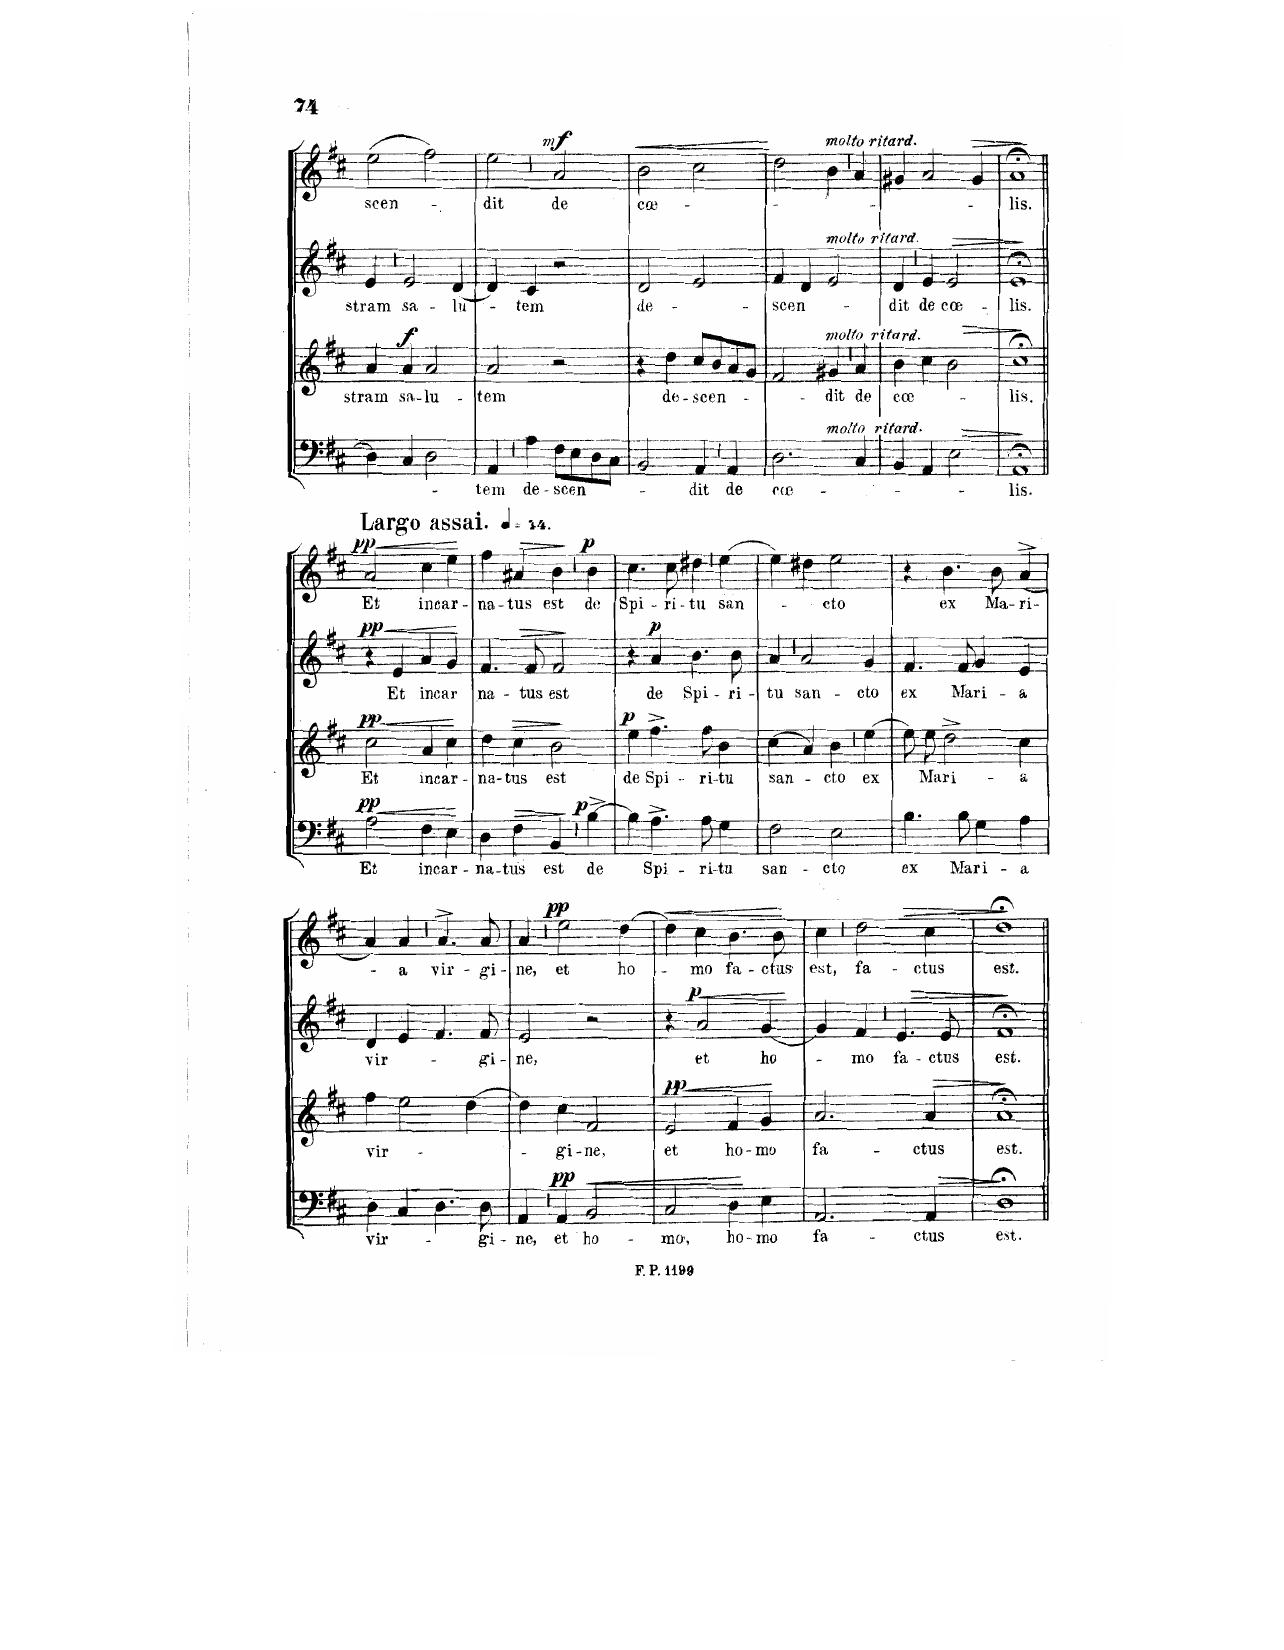 74
mf
molto ritard.
scen - dit de cœ - - - - lis.
molto ritard.
stram sa - lu - tem de - - scen - dit de cœ - lis.
f
molto ritard.
stram sa-lu - tem de-scen - - dit de cœ - lis.
molto ritard.
- tem de-scen - dit de cœ - - - lis.
Largo assai.
pp p
Et incar-na-tus est de Spi-ri-tu san - - cto ex Ma-ri-
pp p
Et incar na - tus est de Spi-ri-tu san - cto ex Mari - a
pp p
Et incar-na-tus est de Spi - ri-tu san - cto ex Mari - a
pp p
Et incar-na-tus est de Spi - ri-tu san - cto ex Mari - a
pp
- a vir - gi-ne, et ho - mo fa-ctus est, fa - ctus est.
p
vir - gi-ne, et ho - mo fa - ctus est.
pp
vir - - gi-ne, et ho-mo fa - ctus est.
pp
vir - gi-ne, et ho - mo, ho-mo fa - ctus est.
F. P. 1199